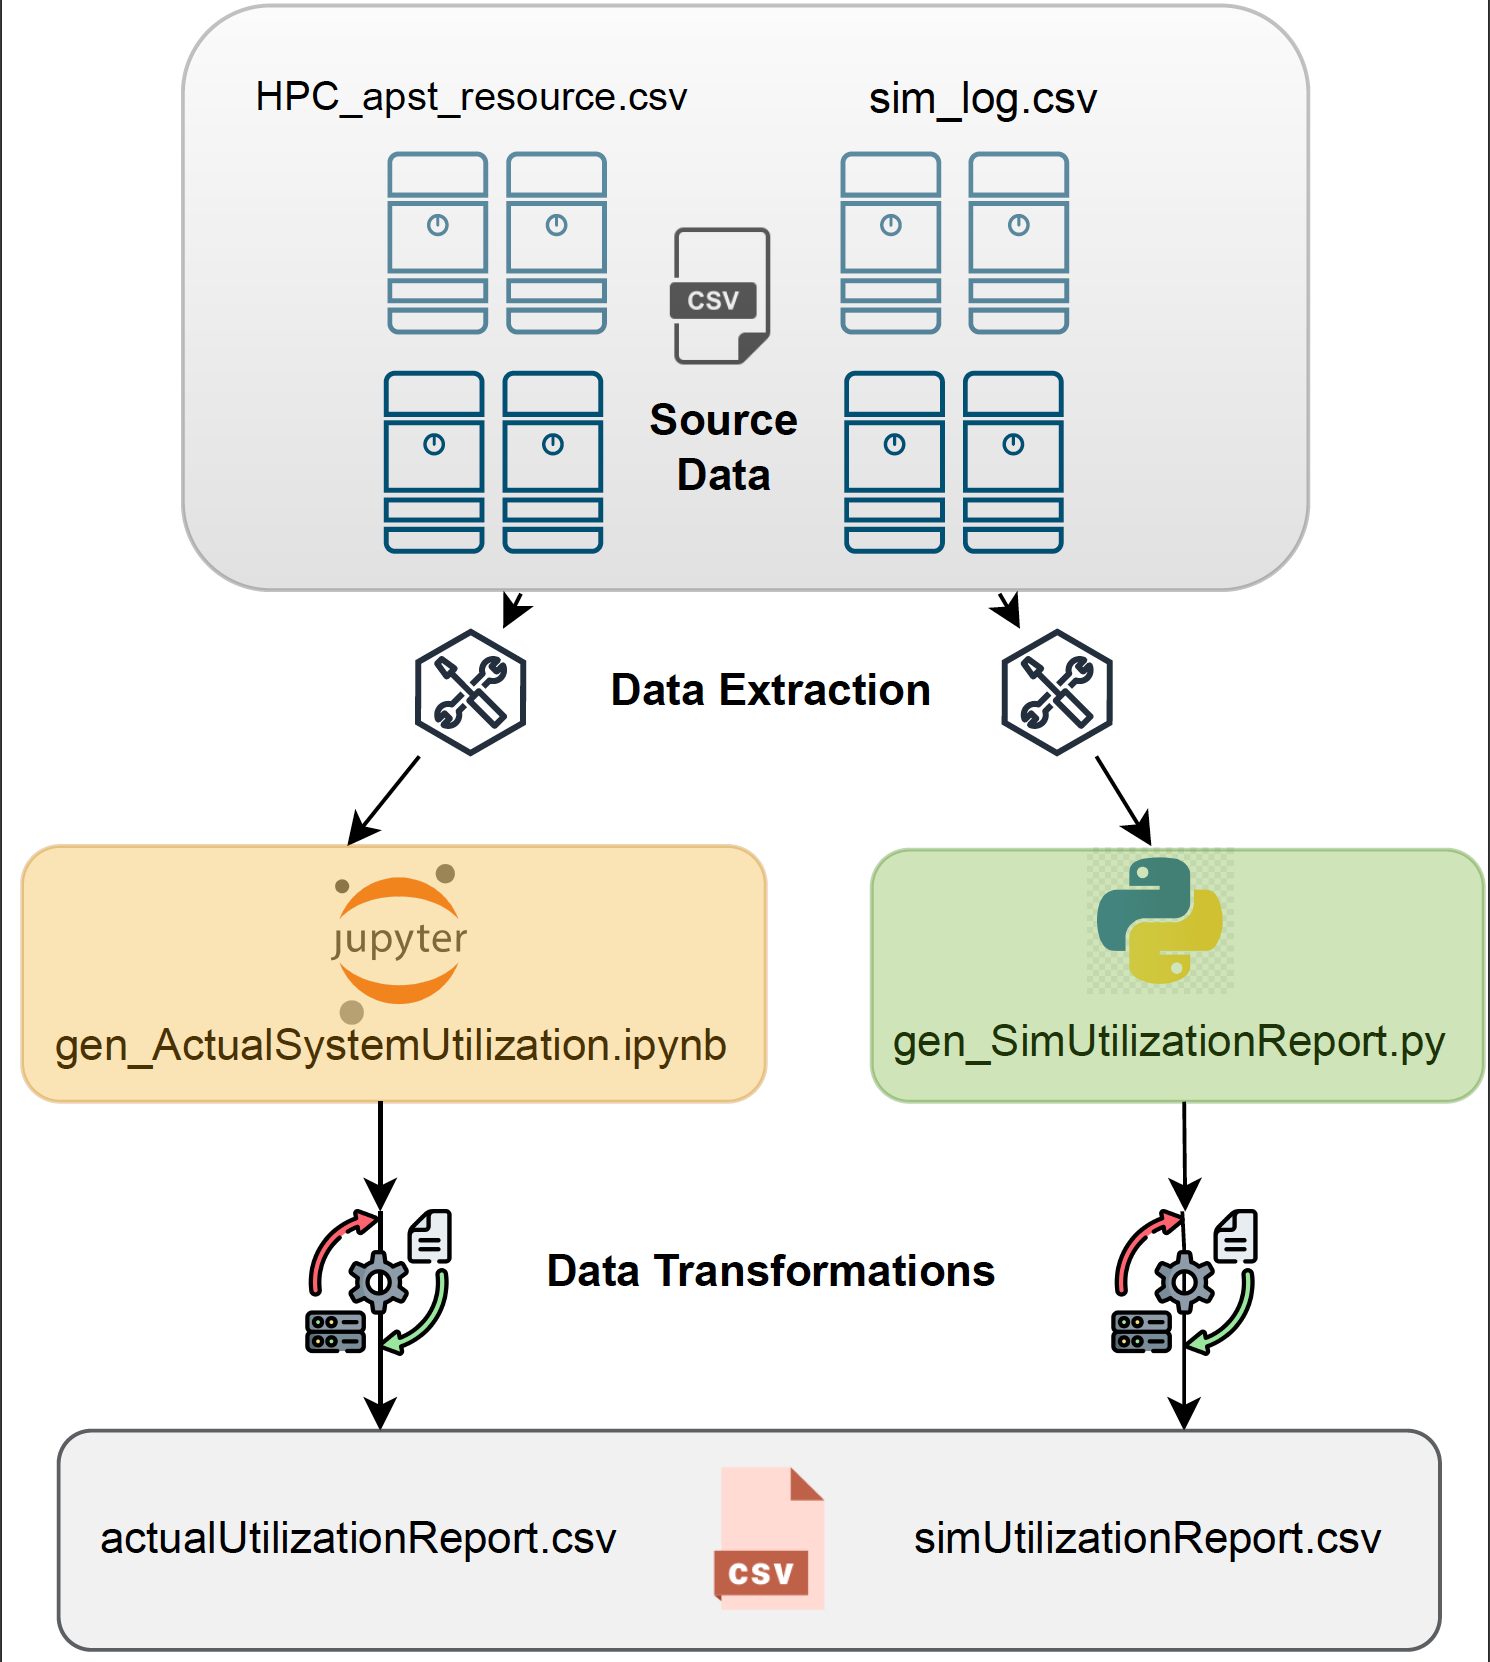 HPC_apst_resource.csv
sim_log.csv
CSV
Source
Data
Data Extraction
jupyter
gen_ActualSystemUtilization.ipynb
gen_SimUtilizationReport.py
Data Transformations
actualUtilizationReport.csv
CSV
simUtilizationReport.csv